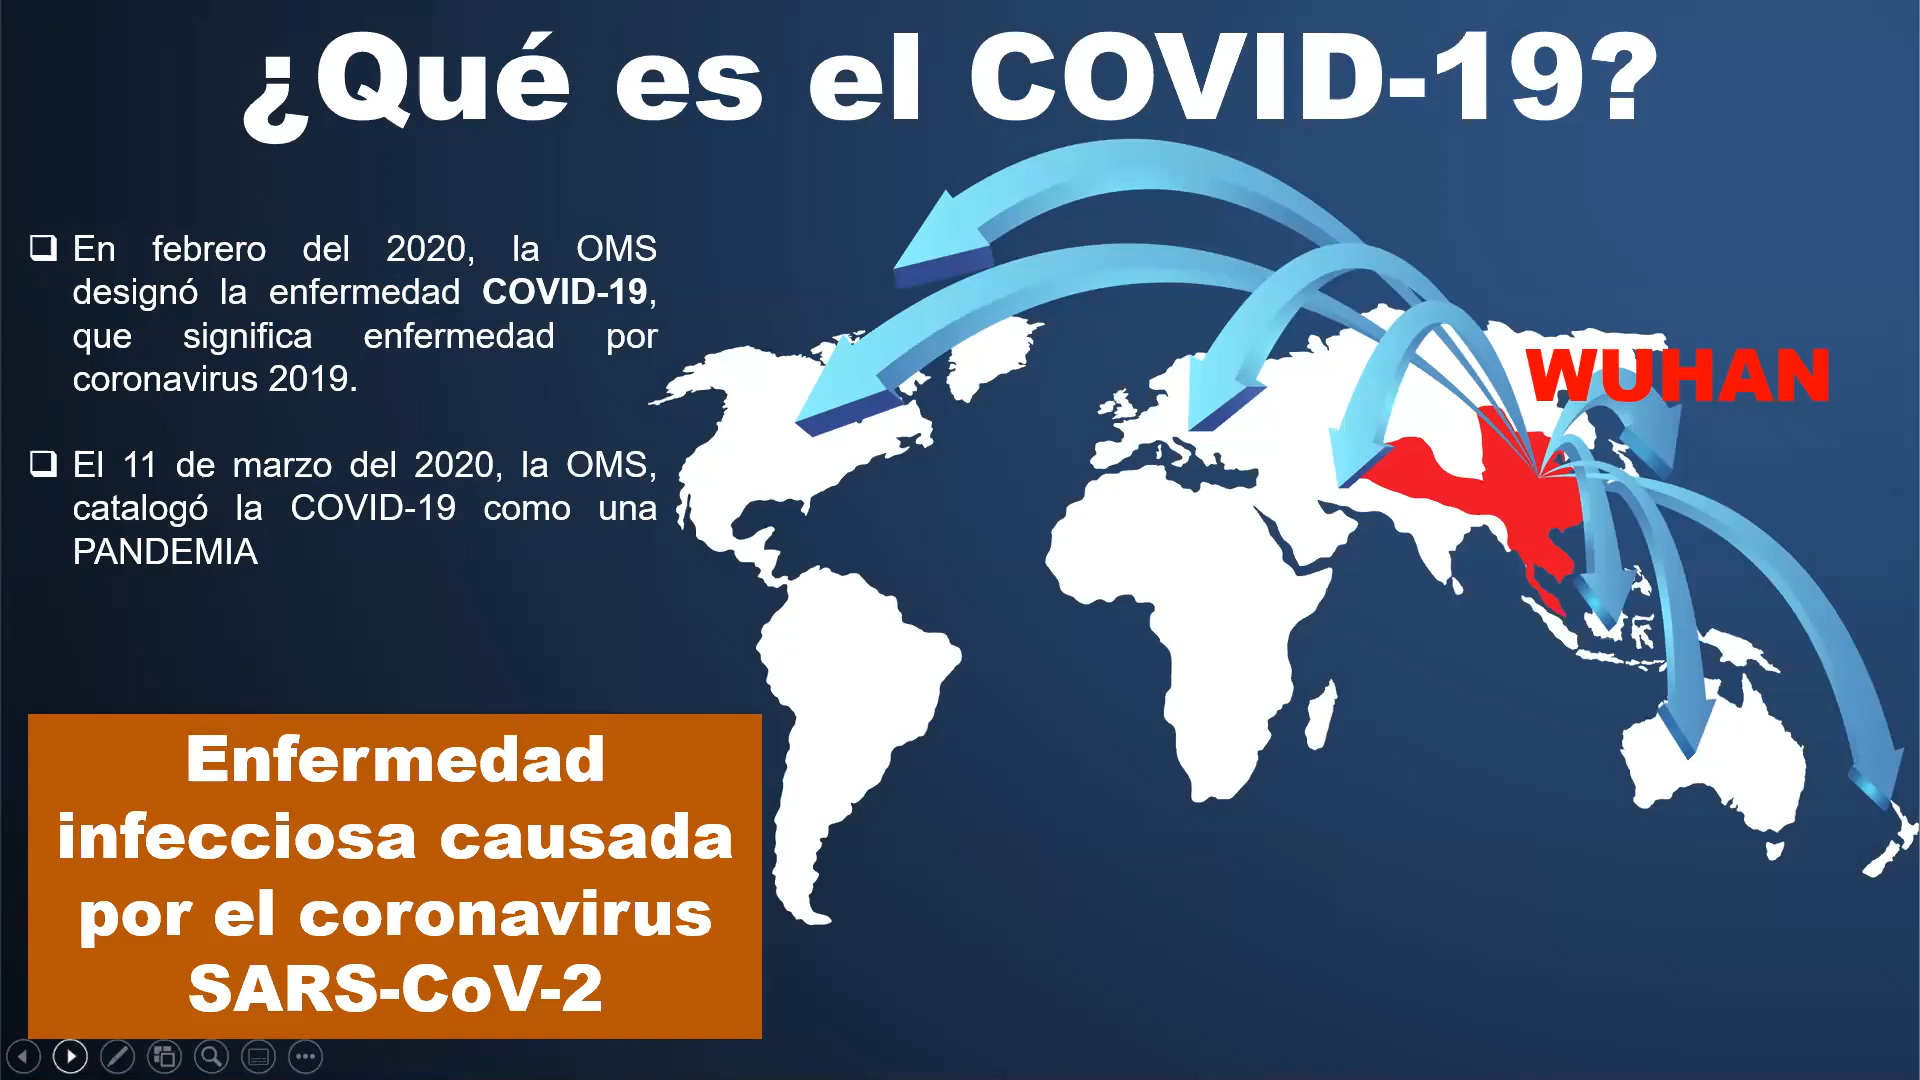 ¿Qué es el COVID-19?
En febrero del 2020, la OMS
designó la enfermedad COVID-19,
que significa enfermedad por
coronavirus 2019.
El 11 de marzo del 2020, la OMS,
catalogó la COVID-19 como una
PANDEMIA
WUHAN
Enfermedad
infecciosa causada
por el coronavirus
SARS-CoV-2